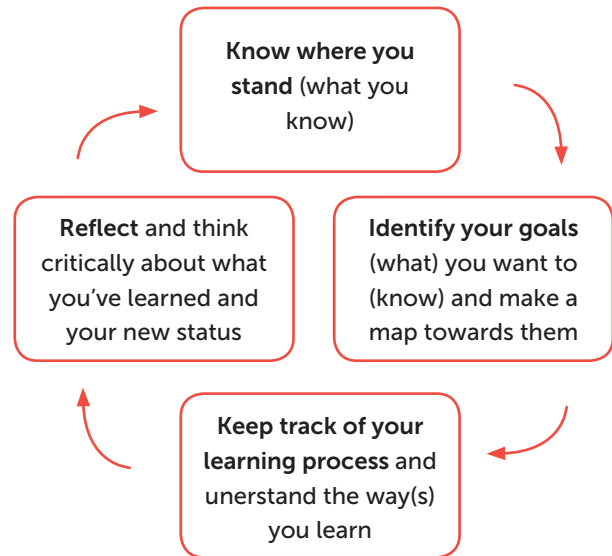 Know where you
stand (what you
know)
Identify your goals
(what) you want to
(know) and make a
map towards them
Keep track of your
learning process and
unerstand the way(s)
you learn
Reflect and think
critically about what
you've learned and
your new status